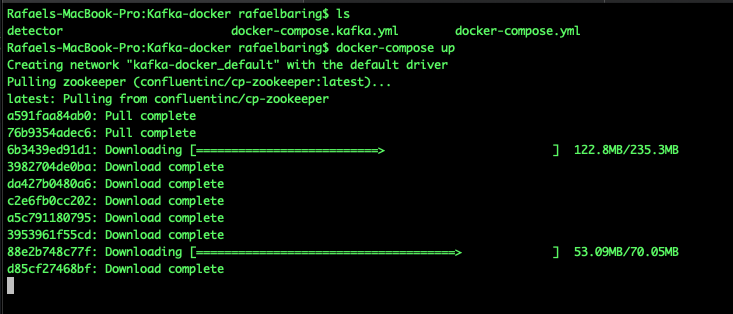 Rafaels-MacBook-Pro:Kafka-docker rafaelbaring$ ls
detector docker-compose.kafka.yml docker-compose.yml
Rafaels-MacBook-Pro:Kafka-docker rafaelbaring$ docker-compose up
Creating network "kafka-docker_default" with the default driver
Pulling zookeeper (confluentinc/cp-zookeeper:latest)...
latest: Pulling from confluentinc/cp-zookeeper
a591faa84ab0: Pull complete
76b9354adec6: Pull complete
6b3439ed91d1: Downloading [==========================> ] 122.8MB/235.3MB
3982704de0ba: Download complete
da427b0480a6: Download complete
c2e6fb0cc202: Download complete
a5c791180795: Download complete
3953961f55cd: Download complete
88e2b748c77f: Downloading [=====================================> ] 53.09MB/70.05MB
d85cf27468bf: Download complete